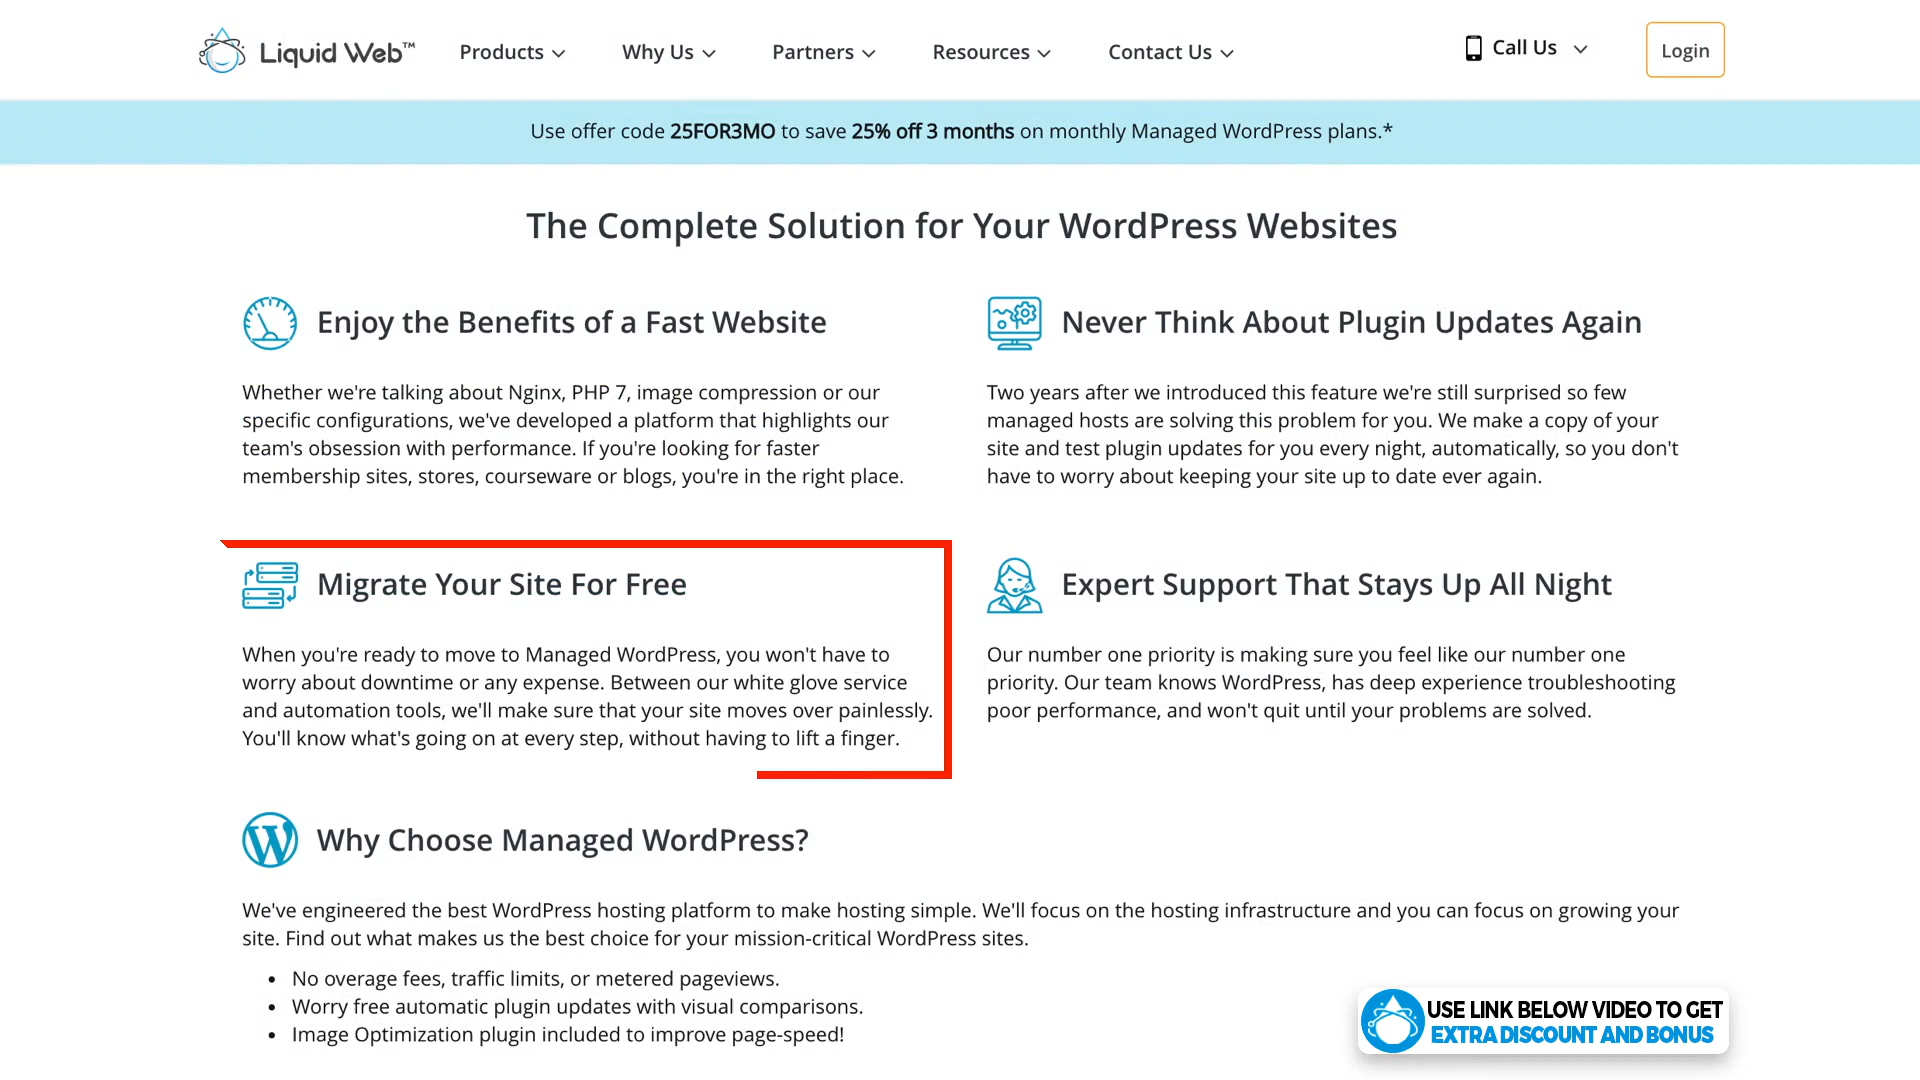 Liquid Web™ Products Why Us Partners Resources Contact Us Call Us Login
Use offer code 25FOR3MO to save 25% off 3 months on monthly Managed WordPress plans.*
The Complete Solution for Your WordPress Websites
Enjoy the Benefits of a Fast Website
Whether we're talking about Nginx, PHP 7, image compression or our
specific configurations, we've developed a platform that highlights our
team's obsession with performance. If you're looking for faster
membership sites, stores, courseware or blogs, you're in the right place.
Never Think About Plugin Updates Again
Two years after we introduced this feature we're still surprised so few
managed hosts are solving this problem for you. We make a copy of your
site and test plugin updates for you every night, automatically, so you don't
have to worry about keeping your site up to date ever again.
Migrate Your Site For Free
When you're ready to move to Managed WordPress, you won't have to
worry about downtime or any expense. Between our white glove service
and automation tools, we'll make sure that your site moves over painlessly.
You'll know what's going on at every step, without having to lift a finger.
Expert Support That Stays Up All Night
Our number one priority is making sure you feel like our number one
priority. Our team knows WordPress, has deep experience troubleshooting
poor performance, and won't quit until your problems are solved.
Why Choose Managed WordPress?
We've engineered the best WordPress hosting platform to make hosting simple. We'll focus on the hosting infrastructure and you can focus on growing your
site. Find out what makes us the best choice for your mission-critical WordPress sites.
• No overage fees, traffic limits, or metered pageviews.
• Worry free automatic plugin updates with visual comparisons.
• Image Optimization plugin included to improve page-speed!
USE LINK BELOW VIDEO TO GET
EXTRA DISCOUNT AND BONUS